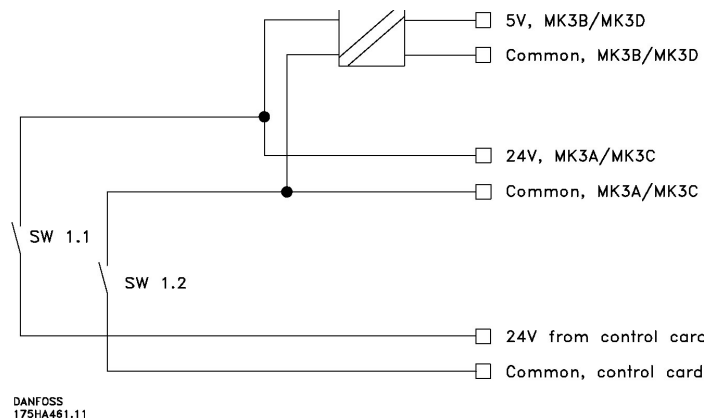 5V, MK3B/MK3D
Common, MK3B/MK3D
24V, MK3A/MK3C
Common, MK3A/MK3C
SW 1.1
SW 1.2
24V from control card
Common, control card
DANFOSS
175HA461.11